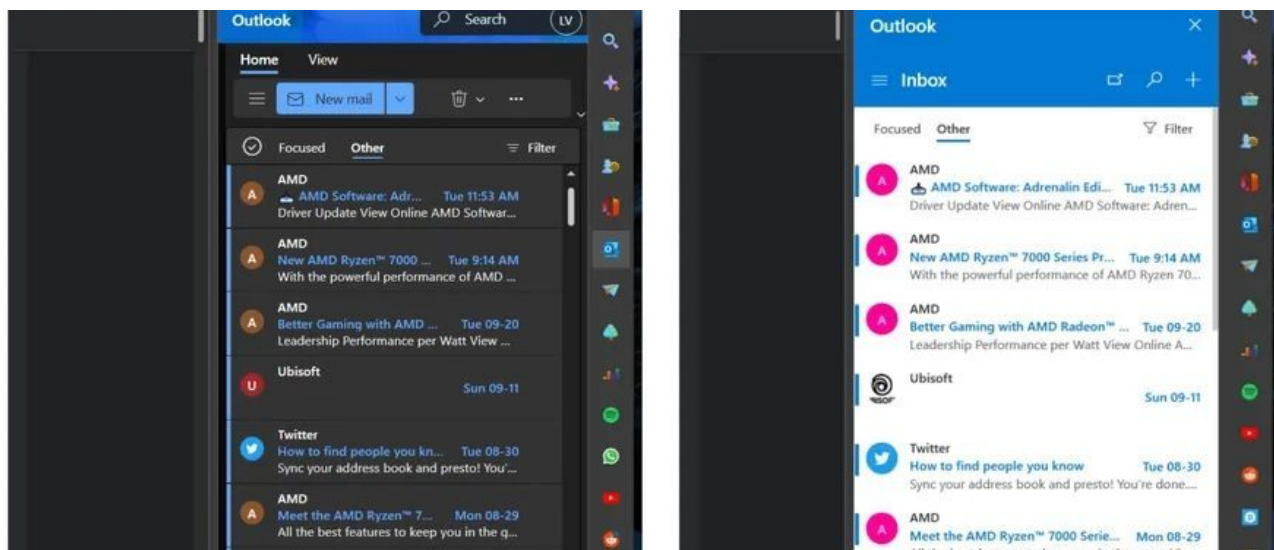 Outlook
Search
LV
Home View
New mail
Focused Other Filter
A
AMD
AMD Software: Adr... Tue 11:53 AM
Driver Update View Online AMD Softwar...
A
AMD
New AMD Ryzen™ 7000 ... Tue 9:14 AM
With the powerful performance of AMD ...
A
AMD
Better Gaming with AMD ... Tue 09-20
Leadership Performance per Watt View ...
U
Ubisoft
Sun 09-11
Twitter
How to find people you kn... Tue 08-30
Sync your address book and presto! You'...
A
AMD
Meet the AMD Ryzen™ 7... Mon 08-29
All the best features to keep you in the g...
Outlook
Inbox
Focused Other Filter
A
AMD
AMD Software: Adrenalin Edi... Tue 11:53 AM
Driver Update View Online AMD Software: Adren...
A
AMD
New AMD Ryzen™ 7000 Series Pr... Tue 9:14 AM
With the powerful performance of AMD Ryzen 70...
A
AMD
Better Gaming with AMD Radeon™ ... Tue 09-20
Leadership Performance per Watt View Online A...
Ubisoft
Sun 09-11
Twitter
How to find people you know Tue 08-30
Sync your address book and presto! You're done....
A
AMD
Meet the AMD Ryzen™ 7000 Serie... Mon 08-29